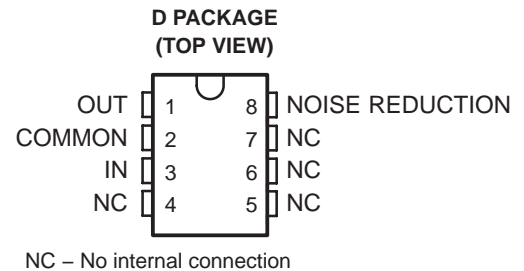 D PACKAGE
(TOP VIEW)
OUT 1 8 NOISE REDUCTION
COMMON 2 7 NC
IN 3 6 NC
NC 4 5 NC
NC – No internal connection